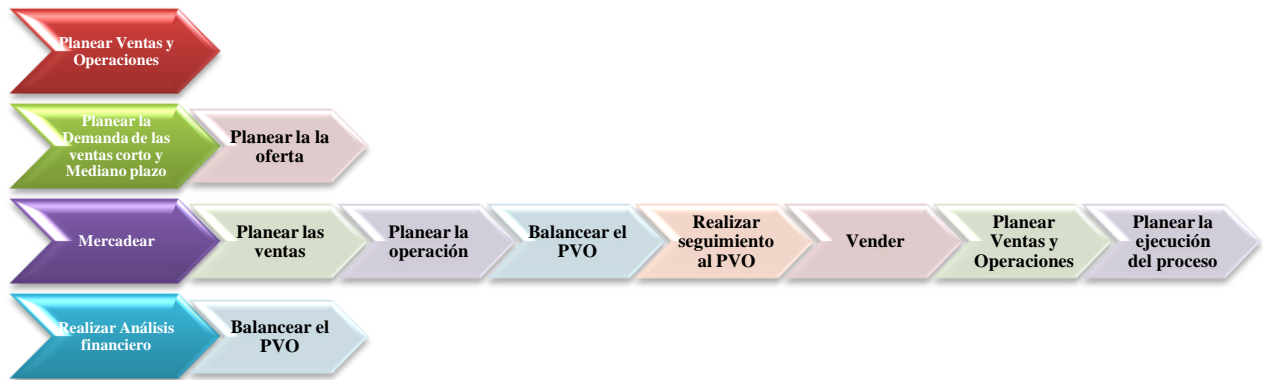 Planear Ventas y
Operaciones
Planear la
Demanda de las
ventas corto y
Mediano plazo
Planear la la
oferta
Mercadear
Planear las
ventas
Planear la
operación
Balancear el
PVO
Realizar
seguimiento
al PVO
Vender
Planear
Ventas y
Operaciones
Planear la
ejecución
del proceso
Realizar Análisis
financiero
Balancear el
PVO